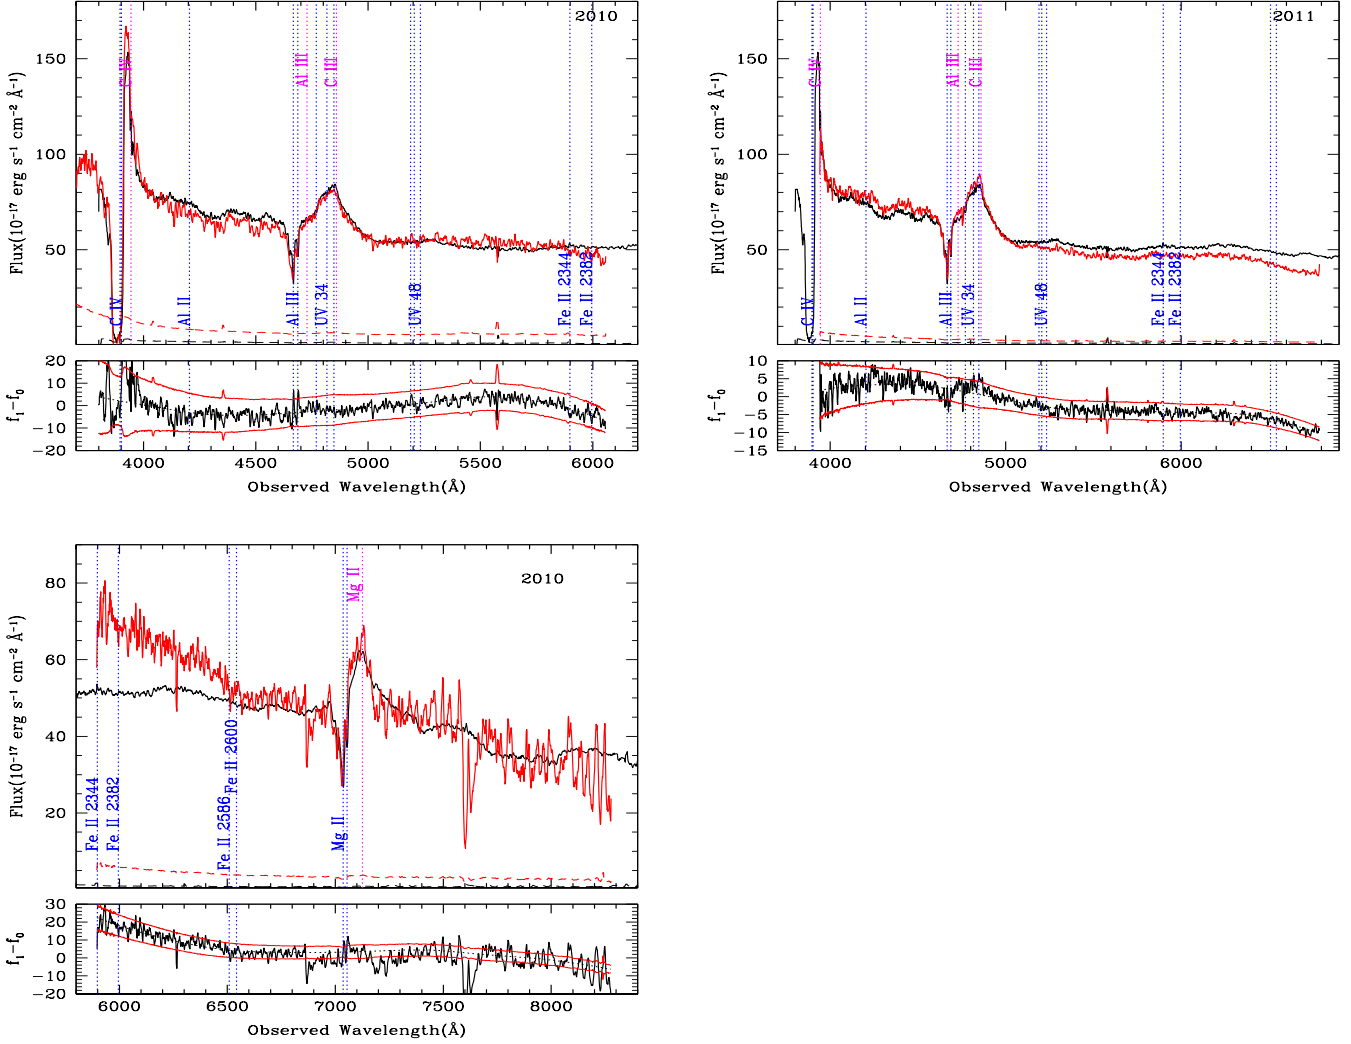 2010
150
100
50
Flux(10⁻¹⁷ erg s⁻¹ cm⁻² Å⁻¹)
C IV
Al III
C III
C IV
Al II
Al III
UV 34
UV 48
Fe II 2344
Fe II 2382
20
10
0
−10
−20
f₁−f₀
4000 4500 5000 5500 6000
Observed Wavelength(Å)
2011
150
100
50
Flux(10⁻¹⁷ erg s⁻¹ cm⁻² Å⁻¹)
C IV
Al III
C III
C IV
Al II
Al III
UV 34
UV 48
Fe II 2344
Fe II 2382
10
5
0
−5
−10
−15
f₁−f₀
4000 5000 6000
Observed Wavelength(Å)
2010
80
60
40
20
Flux(10⁻¹⁷ erg s⁻¹ cm⁻² Å⁻¹)
Mg II
Fe II 2344
Fe II 2382
Fe II 2586
Fe II 2600
Mg II
30
20
10
0
−10
−20
f₁−f₀
6000 6500 7000 7500 8000
Observed Wavelength(Å)